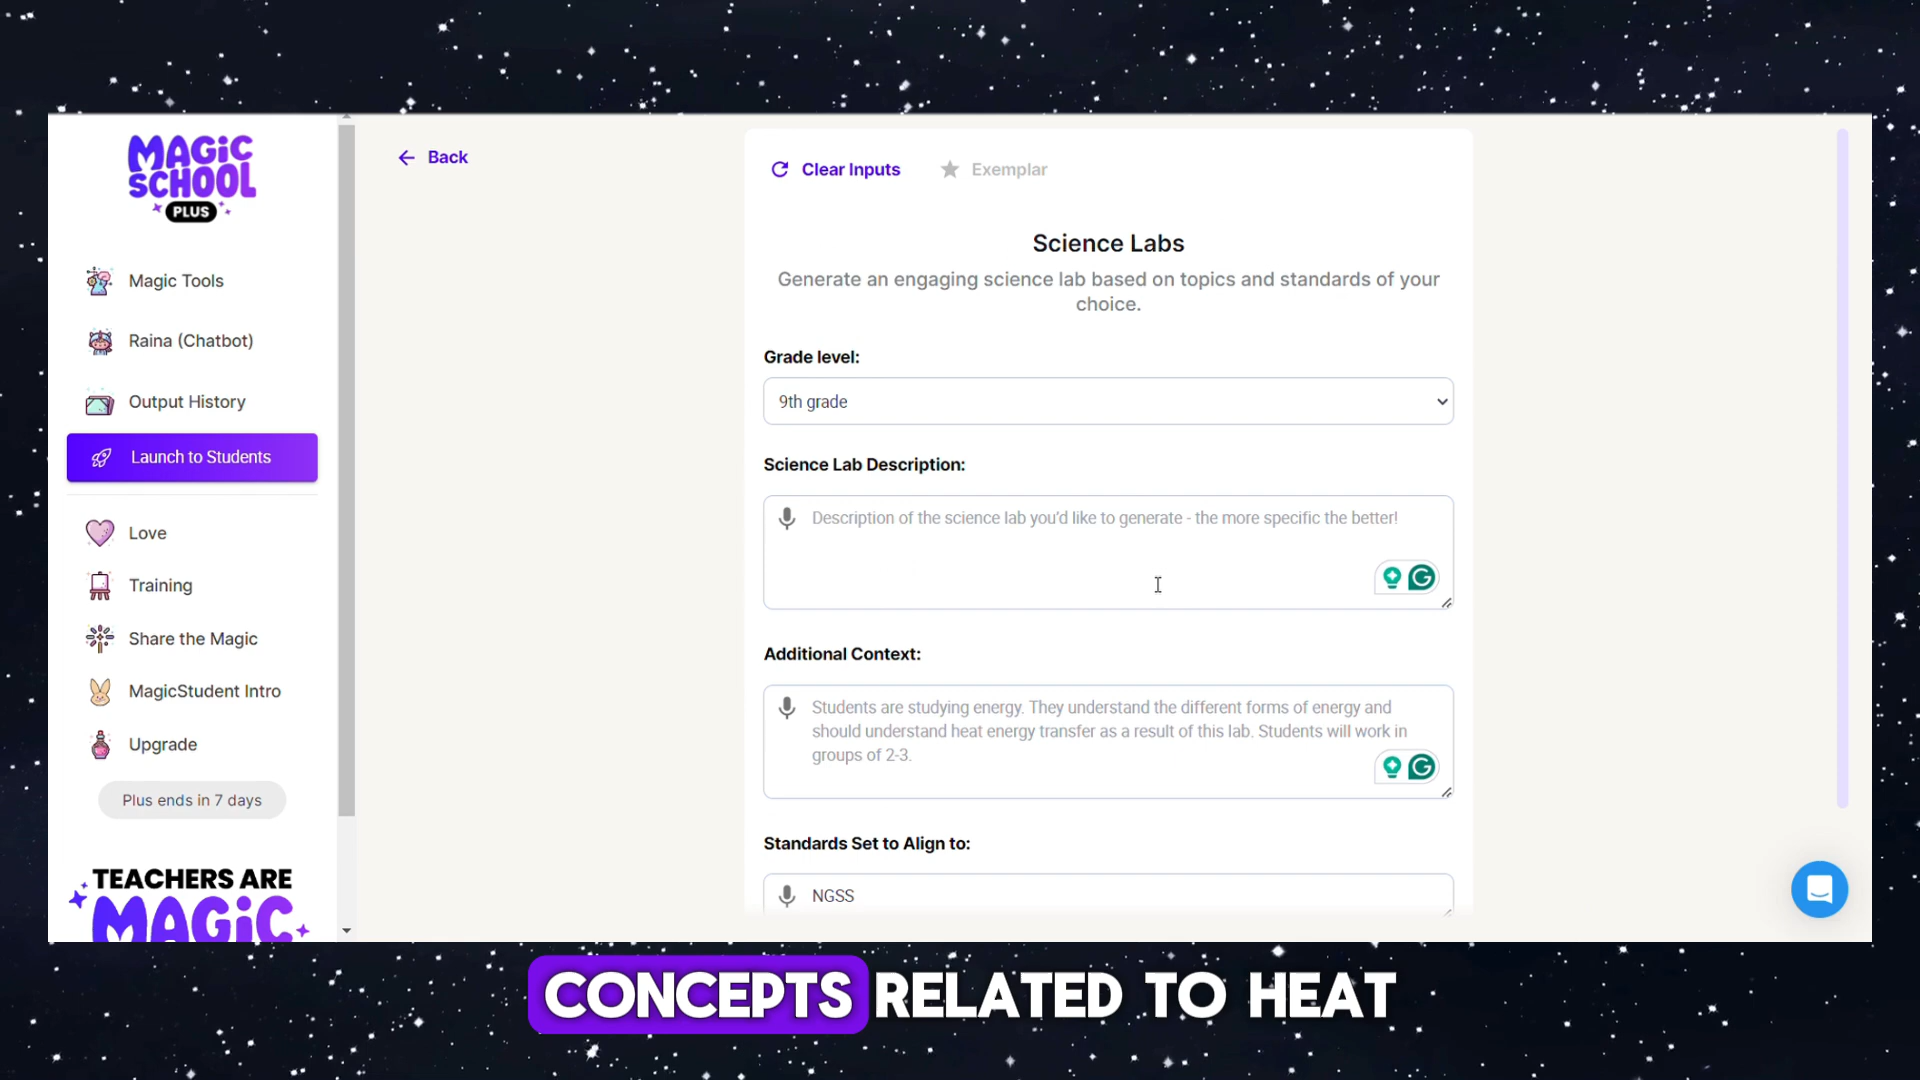 MAGIC
SCHOOL
PLUS
Magic Tools
Raina (Chatbot)
Output History
Launch to Students
Love
Training
Share the Magic
MagicStudent Intro
Upgrade
Plus ends in 7 days
TEACHERS ARE
MAGIC
Back
Clear Inputs Exemplar
Science Labs
Generate an engaging science lab based on topics and standards of your
choice.
Grade level:
9th grade
Science Lab Description:
Description of the science lab you'd like to generate - the more specific the better!
Additional Context:
Students are studying energy. They understand the different forms of energy and
should understand heat energy transfer as a result of this lab. Students will work in
groups of 2-3.
Standards Set to Align to:
NGSS
CONCEPTS RELATED TO HEAT